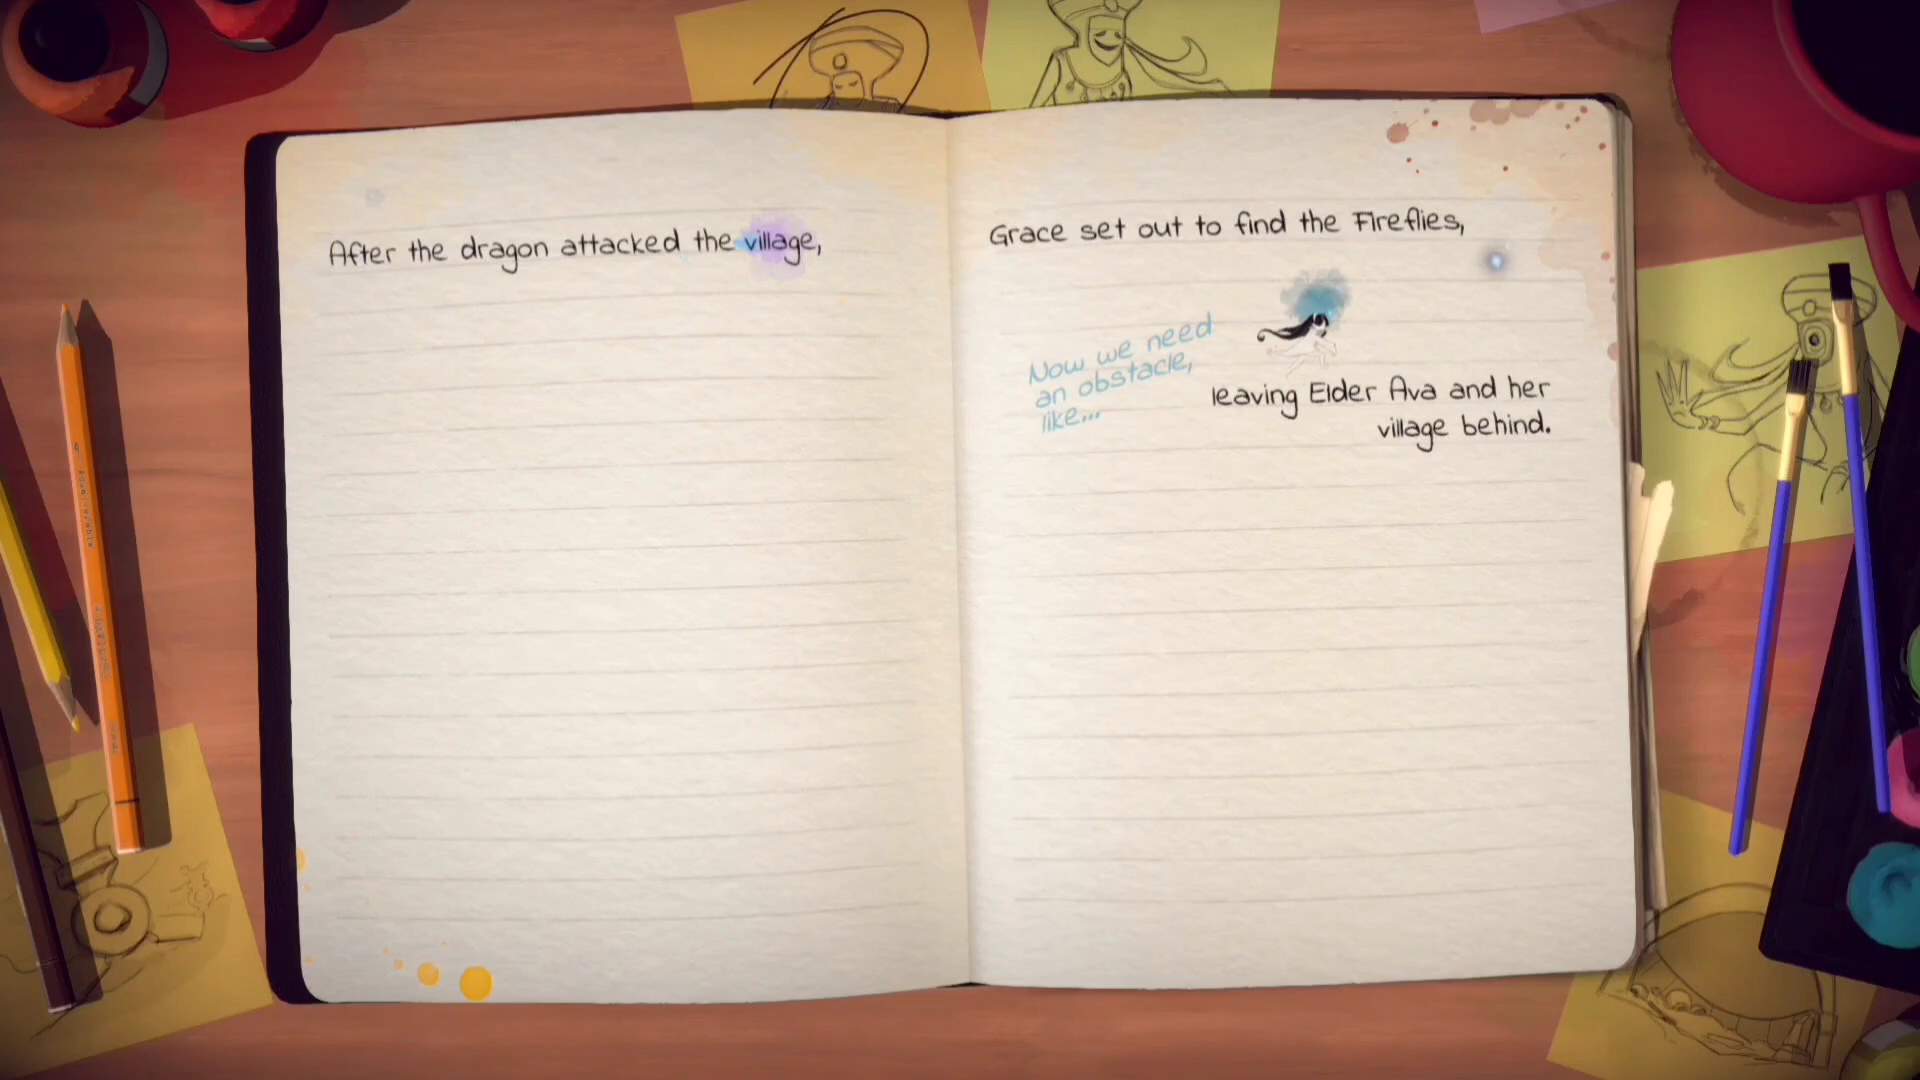 After the dragon attacked the village,
Grace set out to find the Fireflies,
Now we need
an obstacle,
like...
leaving Elder Ava and her
village behind.